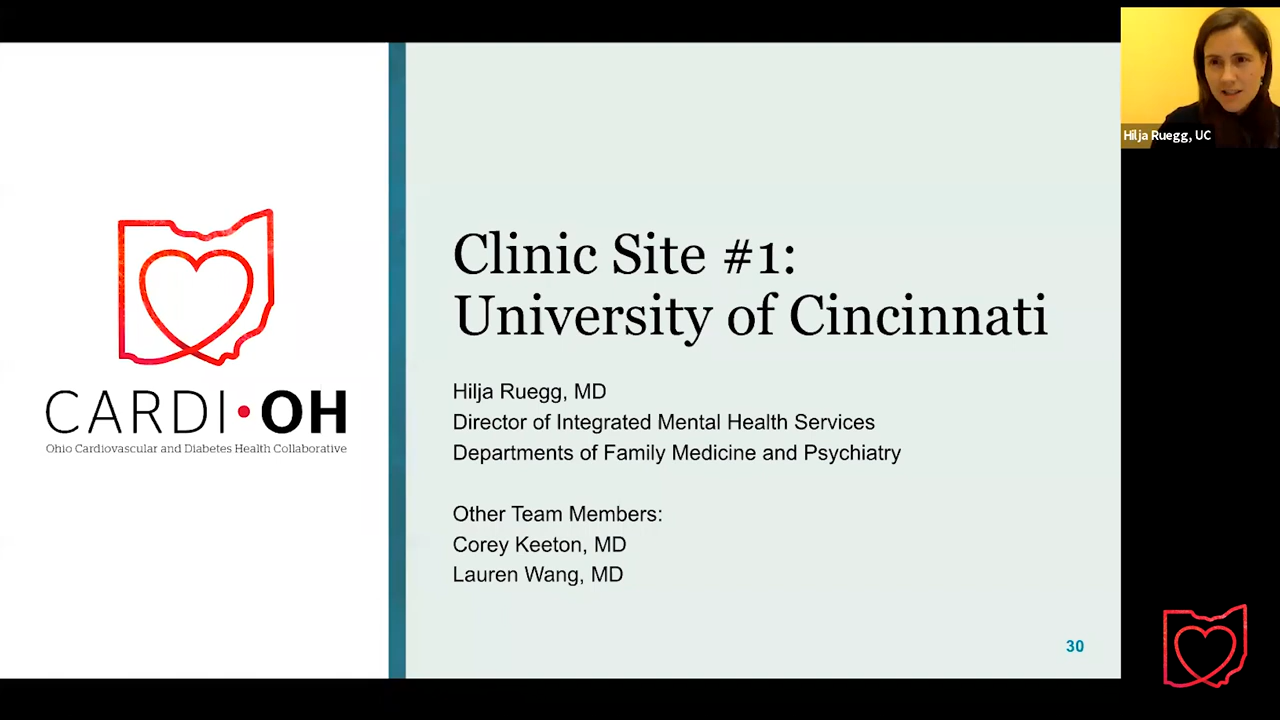 Hilja Ruegg, UC
Clinic Site #1:
University of Cincinnati
CARDI•OH
Ohio Cardiovascular and Diabetes Health Collaborative
Hilja Ruegg, MD
Director of Integrated Mental Health Services
Departments of Family Medicine and Psychiatry
Other Team Members:
Corey Keeton, MD
Lauren Wang, MD
30